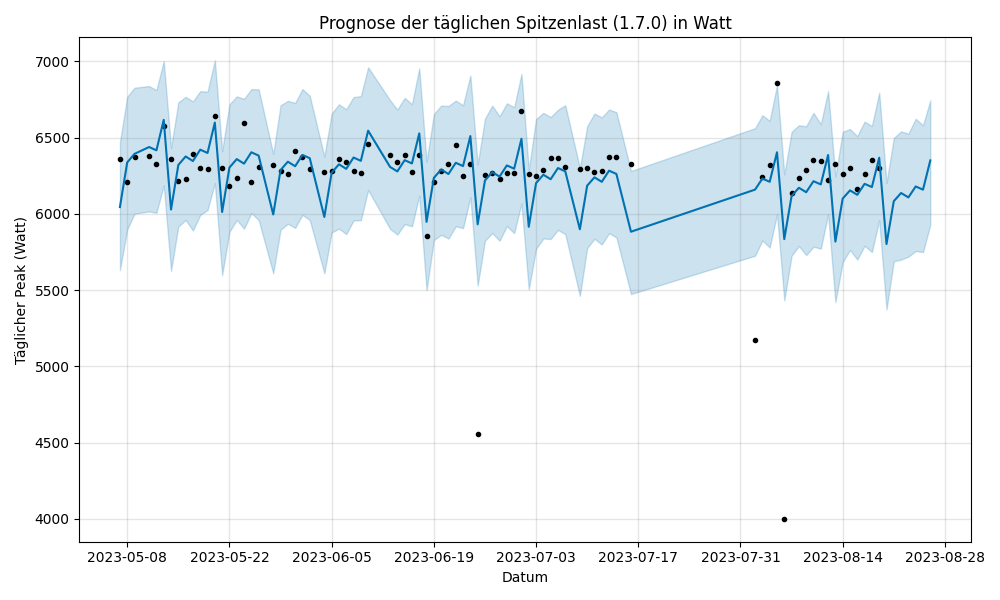 Prognose der täglichen Spitzenlast (1.7.0) in Watt
Täglicher Peak (Watt)
7000
6500
6000
5500
5000
4500
4000
2023-05-08 2023-05-22 2023-06-05 2023-06-19 2023-07-03 2023-07-17 2023-07-31 2023-08-14 2023-08-28
Datum